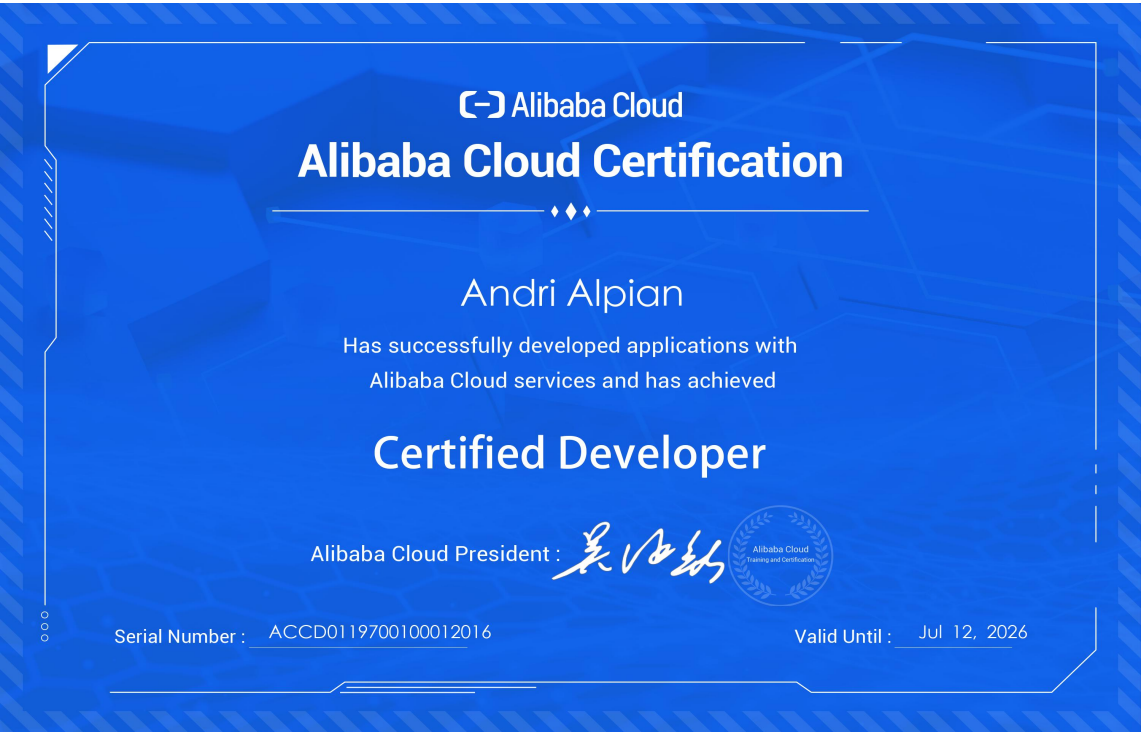 Alibaba Cloud
Alibaba Cloud Certification
Andri Alpian
Has successfully developed applications with
Alibaba Cloud services and has achieved
Certified Developer
Alibaba Cloud President :
Alibaba Cloud
Training and Certification
Serial Number : ACCD0119700100012016
Valid Until : Jul 12, 2026